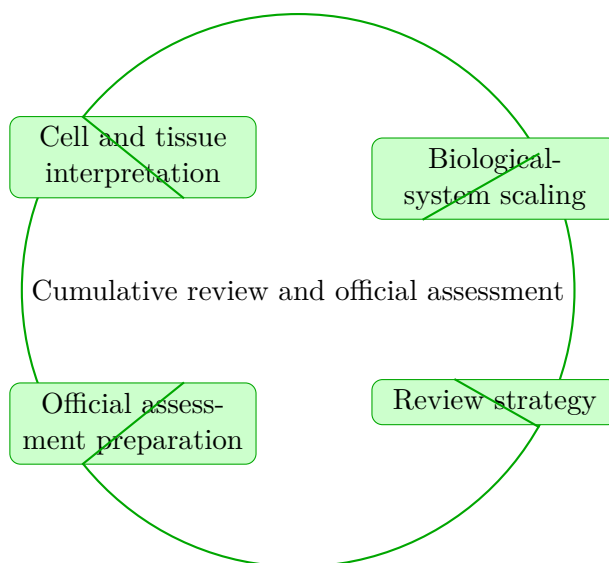 Cell and tissue
interpretation
Biological-
system scaling
Cumulative review and official assessment
Official assess-
ment preparation
Review strategy